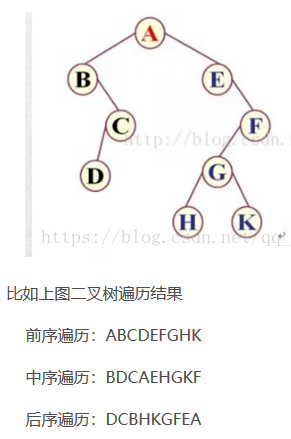 A
B
E
C
F
http://blog.csdn.n
D
G
H
K
https://blog.csdn.net/qq_
比如上图二叉树遍历结果
前序遍历：ABCDEFGHK
中序遍历：BDCAEHGKF
后序遍历：DCBHKGFEA